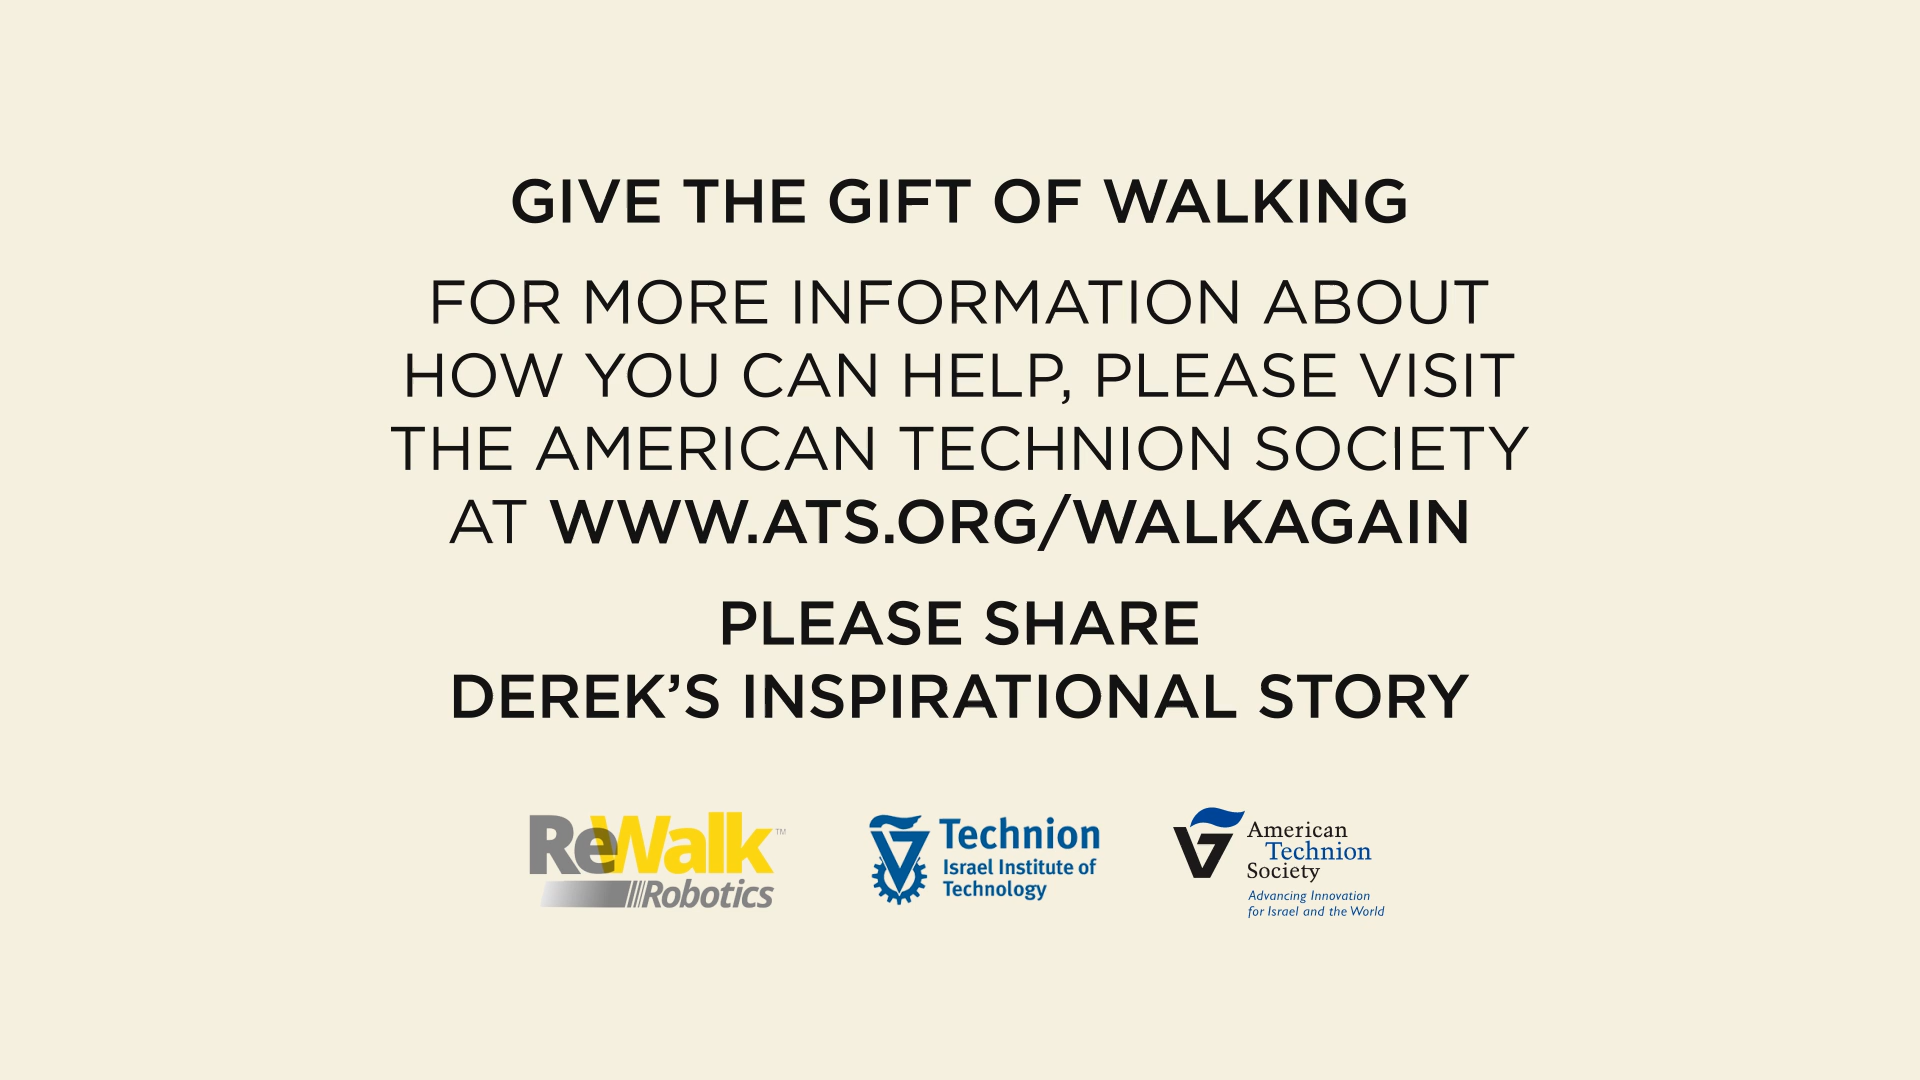 GIVE THE GIFT OF WALKING
FOR MORE INFORMATION ABOUT
HOW YOU CAN HELP, PLEASE VISIT
THE AMERICAN TECHNION SOCIETY
AT WWW.ATS.ORG/WALKAGAIN
PLEASE SHARE
DEREK’S INSPIRATIONAL STORY
ReWalk™
Robotics
Technion
Israel Institute of
Technology
American
Technion
Society
Advancing Innovation
for Israel and the World